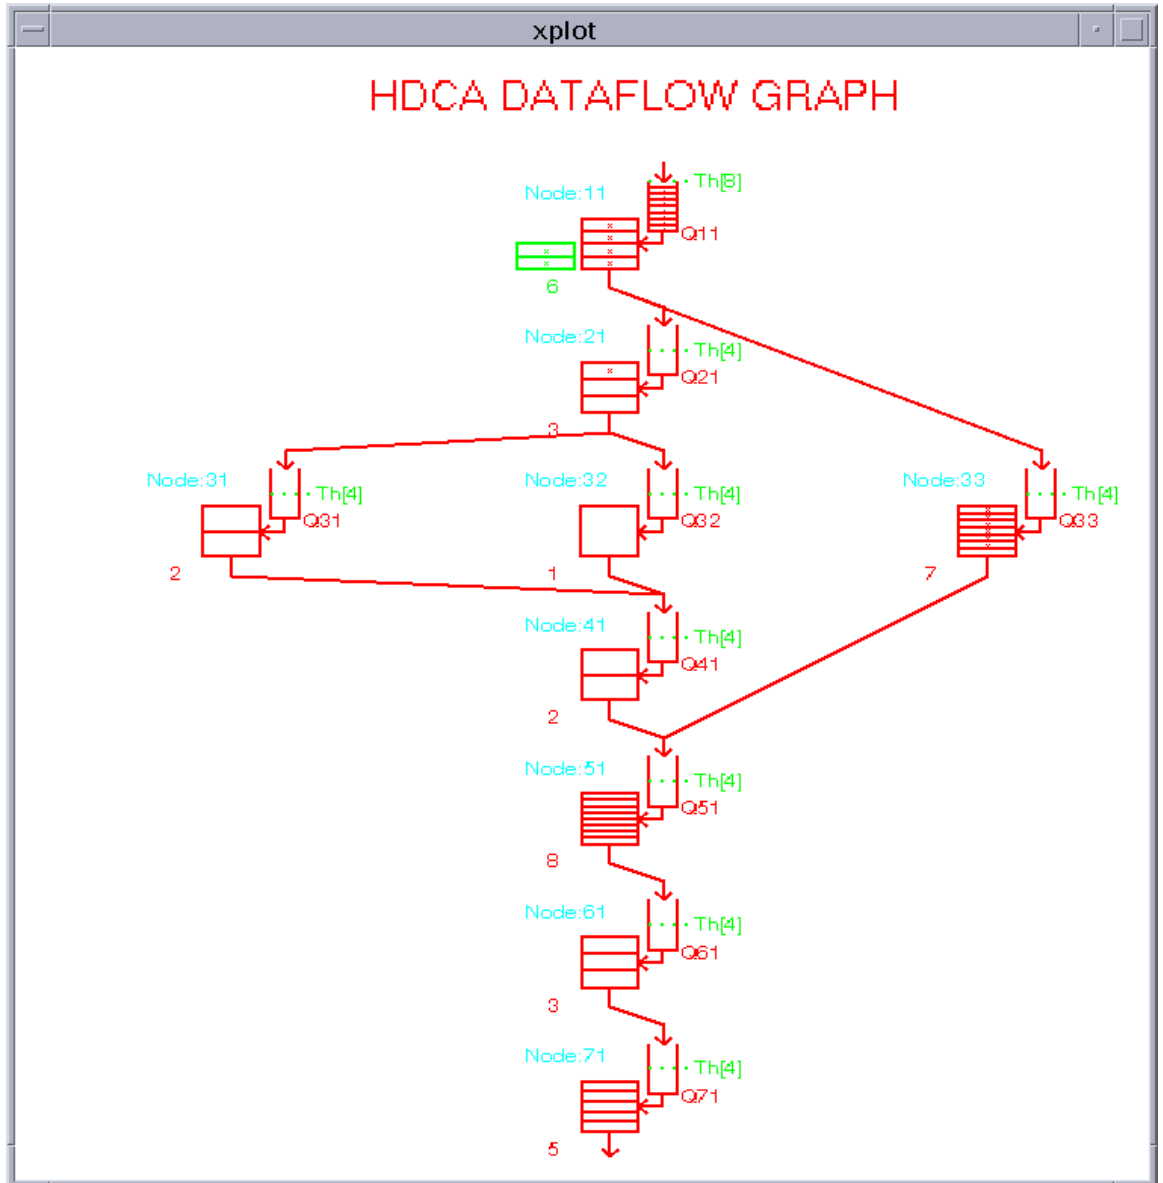 xplot
HDCA DATAFLOW GRAPH
Node:11
Th[8]
Q11
6
Node:21
Th[4]
Q21
3
Node:31
Th[4]
Q31
2
Node:32
Th[4]
Q32
1
Node:33
Th[4]
Q33
7
Node:41
Th[4]
Q41
2
Node:51
Th[4]
Q51
8
Node:61
Th[4]
Q61
3
Node:71
Th[4]
Q71
5